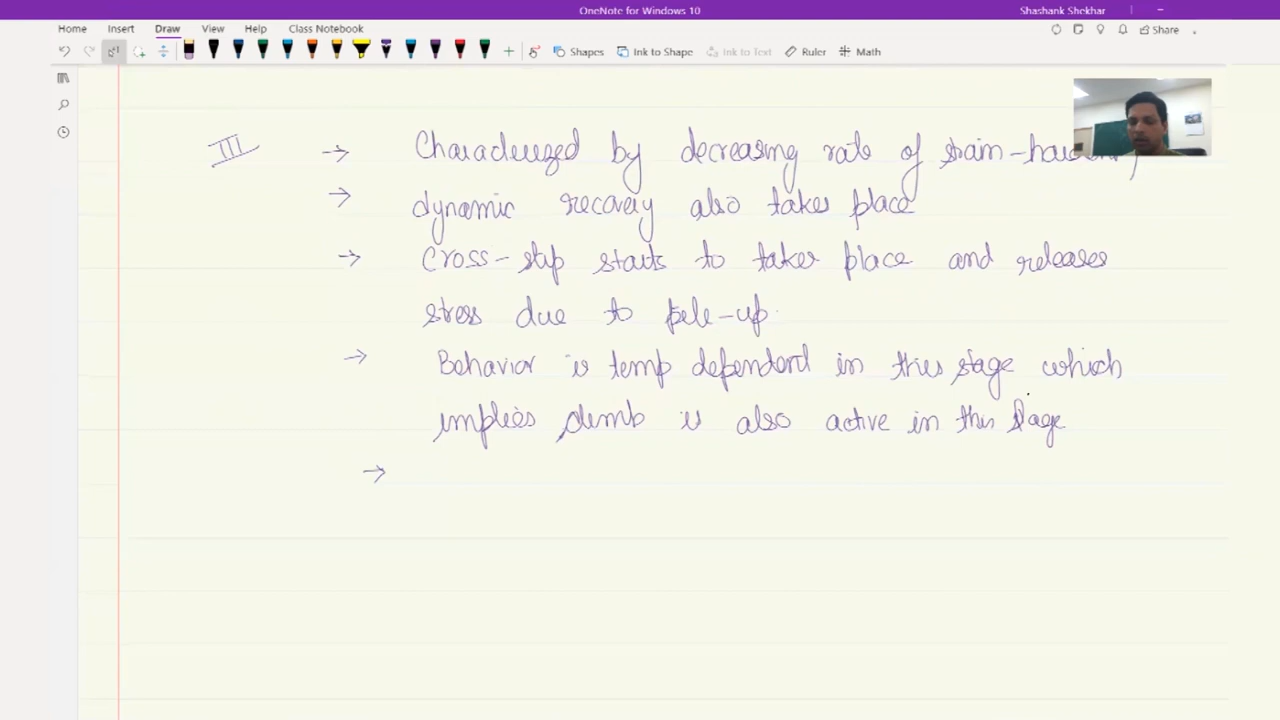 OneNote for Windows 10
Shashank Shekhar
Home Insert Draw View Help Class Notebook
Share
Shapes Ink to Shape Ink to Text Ruler Math
III → Characterized by decreasing rate of strain-hardening
→ dynamic recovery also takes place
→ Cross-slip starts to takes place and releases
stress due to pile-up
→ Behavior is temp dependent in this stage which
implies climb is also active in this stage
→